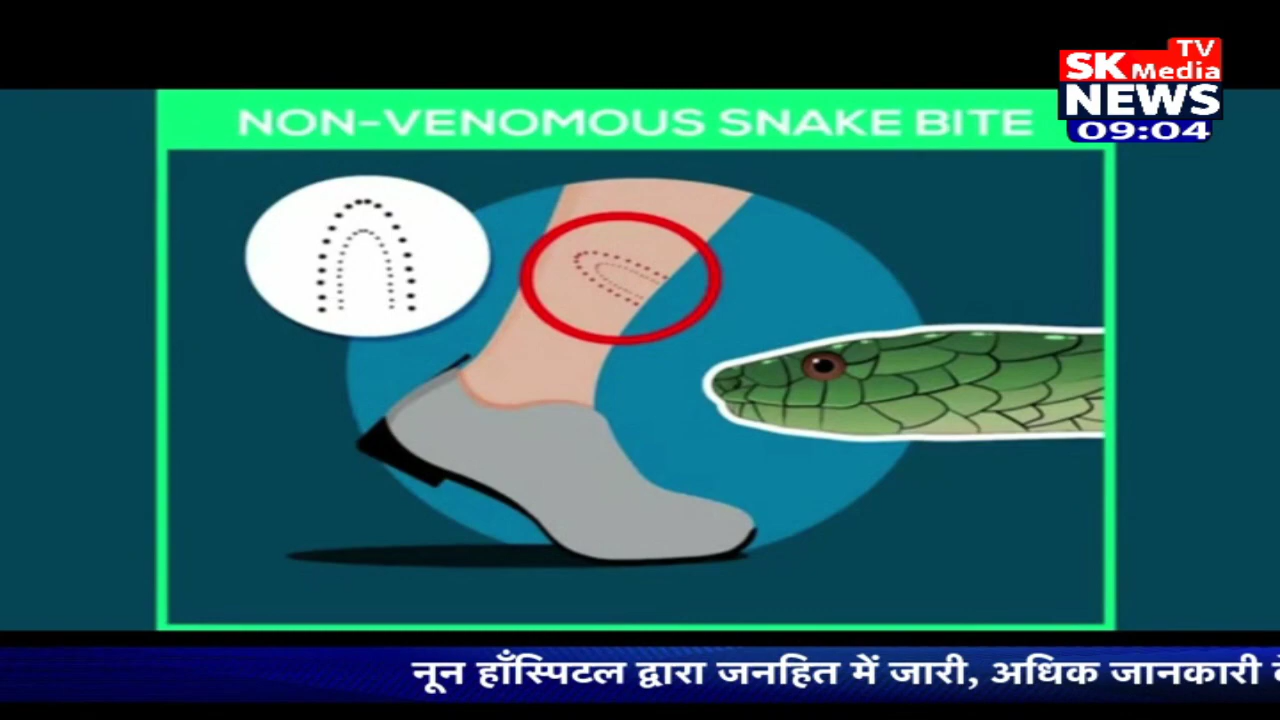 TV
SK Media
NEWS
09:04
NON-VENOMOUS SNAKE BITE
नून हाँस्पिटल द्वारा जनहित में जारी, अधिक जानकारी